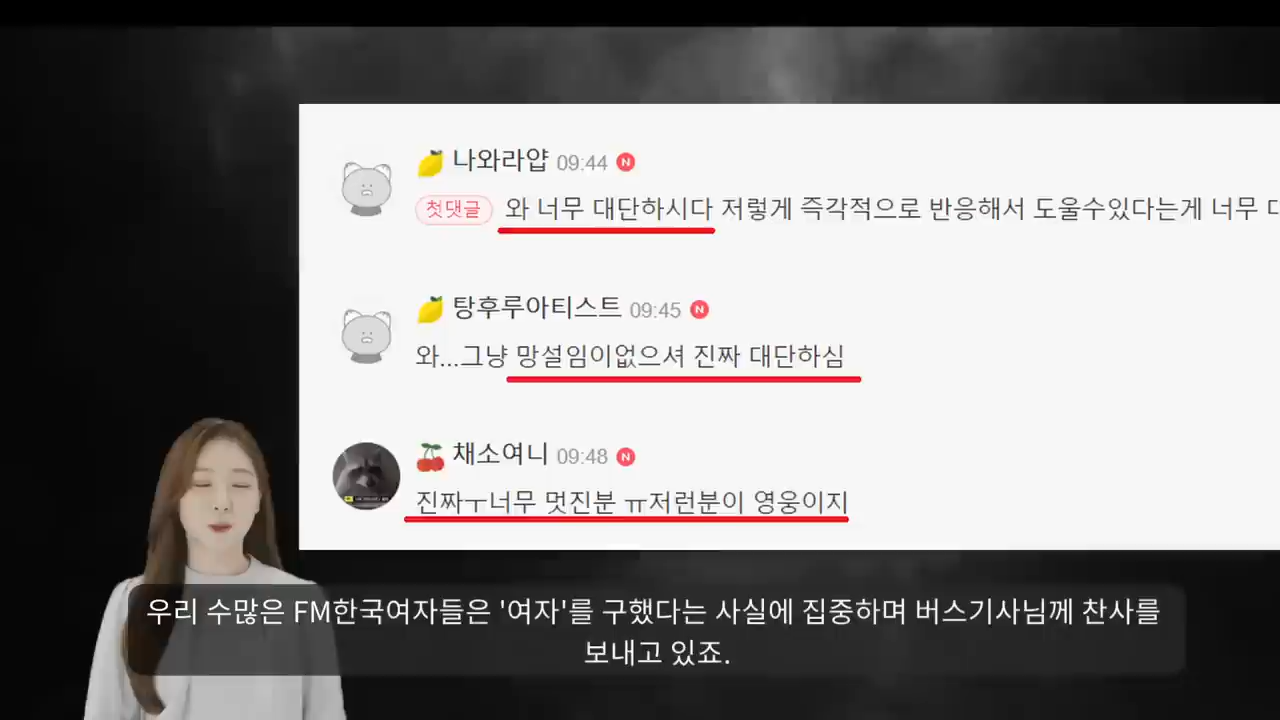 나와라얍 09:44 N
첫댓글 와 너무 대단하시다 저렇게 즉각적으로 반응해서 도울수있다는게 너무
탕후루아티스트 09:45 N
와...그냥 망설임이없으셔 진짜 대단하심
채소여니 09:48 N
진짜ㅜ너무 멋진분 ㅠ저런분이 영웅이지
우리 수많은 FM한국여자들은 '여자'를 구했다는 사실에 집중하며 버스기사님께 찬사를
보내고 있죠.